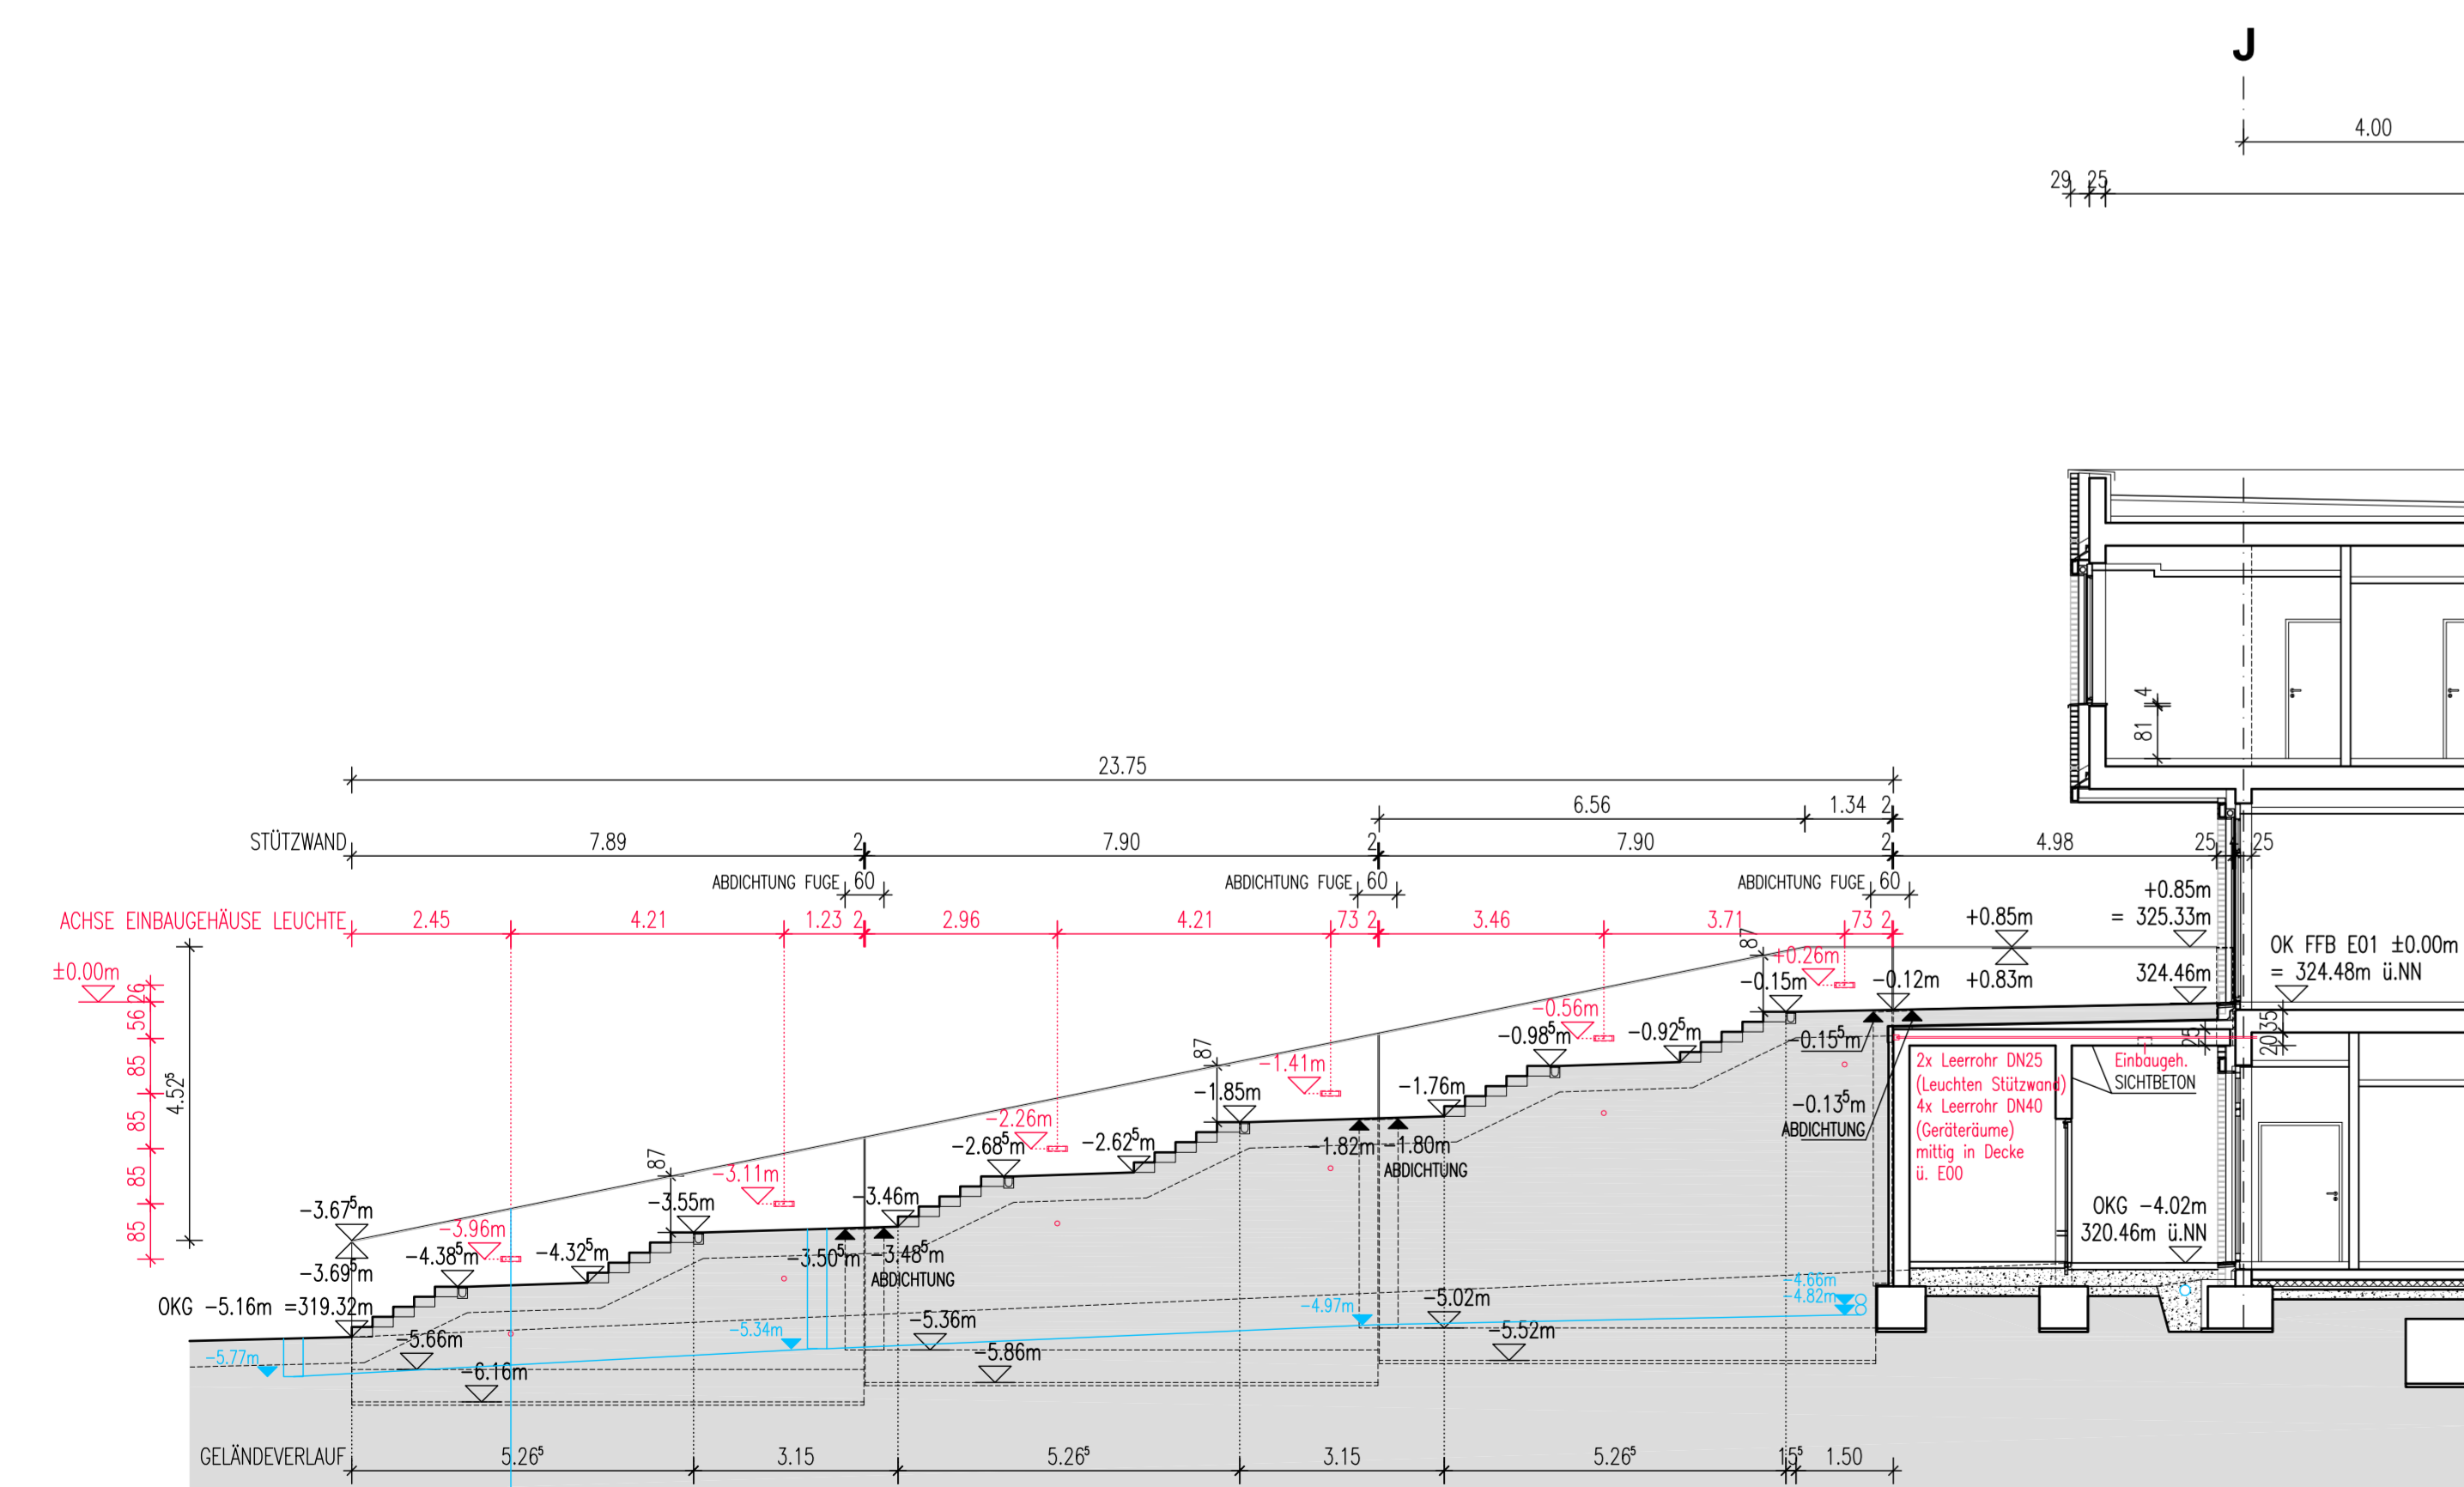 J
4.00
29 25
4
81
23.75
6.56 1.34 2
STÜTZWAND 7.89 2 7.90 2 7.90 2 4.98 25 25
ABDICHTUNG FUGE 60 ABDICHTUNG FUGE 60 ABDICHTUNG FUGE 60
ACHSE EINBAUGEHÄUSE LEUCHTE 2.45 4.21 1.23 2 2.96 4.21 73 2 3.46 3.71 73 2
+0.85m
= 325.33m
+0.85m
+0.83m
324.46m
OK FFB E01 ±0.00m
= 324.48m ü.NN
±0.00m
26
56
85
85
85
85
4.52⁵
87
87
87
+0.26m
-0.15m
-0.12m
-0.56m
-0.98⁵m
-0.92⁵m
-0.15⁵m
-0.13⁵m
ABDICHTUNG
25
35
20
2x Leerrohr DN25
(Leuchten Stützwand)
4x Leerrohr DN40
(Geräteräume)
mittig in Decke
ü. E00
Einbaugeh.
SICHTBETON
OKG -4.02m
320.46m ü.NN
-1.41m
-1.85m
-1.76m
-1.82m
-1.80m
ABDICHTUNG
-2.26m
-2.68⁵m
-2.62⁵m
-3.11m
-3.55m
-3.46m
-3.50⁵m
-3.48⁵m
ABDICHTUNG
-3.67⁵m
-3.69⁵m
-3.96m
-4.38⁵m
-4.32⁵m
OKG -5.16m =319.32m
-5.77m
-5.66m
-6.16m
-5.34m
-5.36m
-5.86m
-4.97m
-5.02m
-5.52m
-4.66m
-4.82m
GELÄNDEVERLAUF 5.26⁵ 3.15 5.26⁵ 3.15 5.26⁵ 15⁵ 1.50